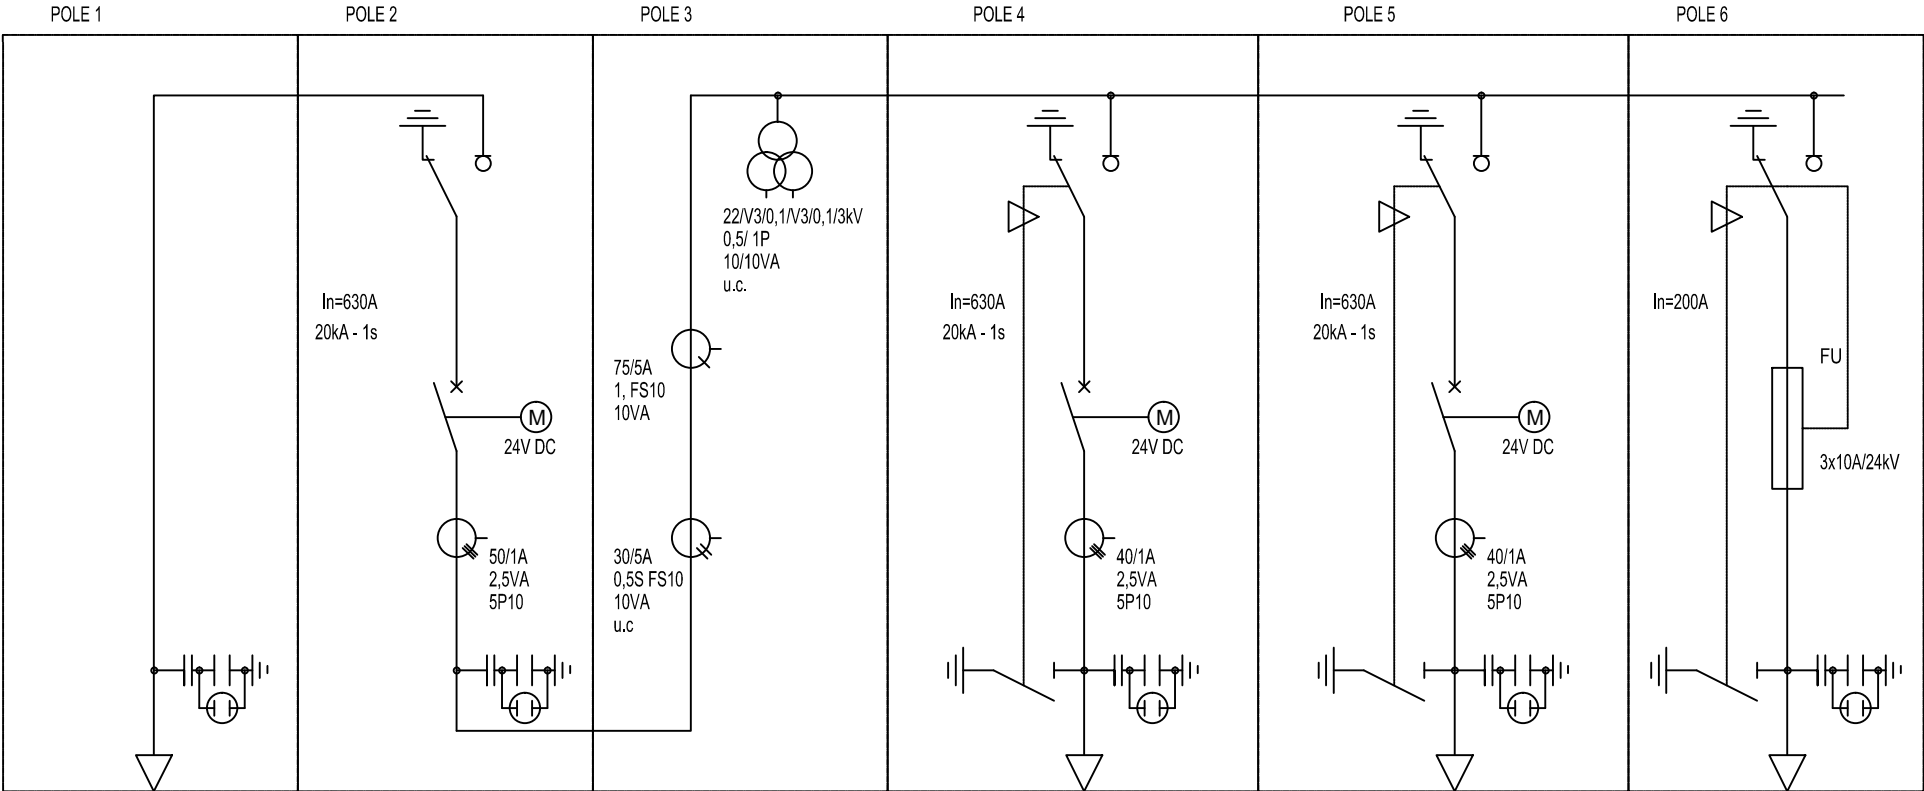 POLE 1
POLE 2
POLE 3
POLE 4
POLE 5
POLE 6
In=630A
20kA - 1s
M
24V DC
50/1A
2,5VA
5P10
22/V3/0,1/V3/0,1/3kV
0,5/ 1P
10/10VA
u.c.
75/5A
1, FS10
10VA
30/5A
0,5S FS10
10VA
u.c
In=630A
20kA - 1s
M
24V DC
40/1A
2,5VA
5P10
In=630A
20kA - 1s
M
24V DC
40/1A
2,5VA
5P10
In=200A
FU
3x10A/24kV